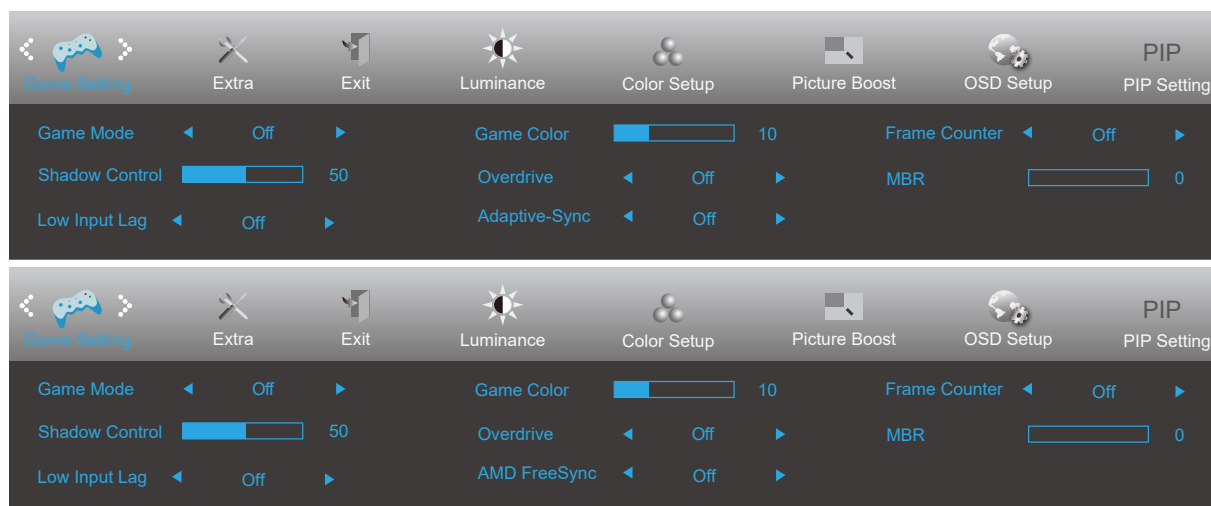 PIP
Game Setting Extra Exit Luminance Color Setup Picture Boost OSD Setup PIP Setting
Game Mode Off Game Color 10 Frame Counter Off
Shadow Control 50 Overdrive Off MBR 0
Low Input Lag Off Adaptive-Sync Off
PIP
Game Setting Extra Exit Luminance Color Setup Picture Boost OSD Setup PIP Setting
Game Mode Off Game Color 10 Frame Counter Off
Shadow Control 50 Overdrive Off MBR 0
Low Input Lag Off AMD FreeSync Off